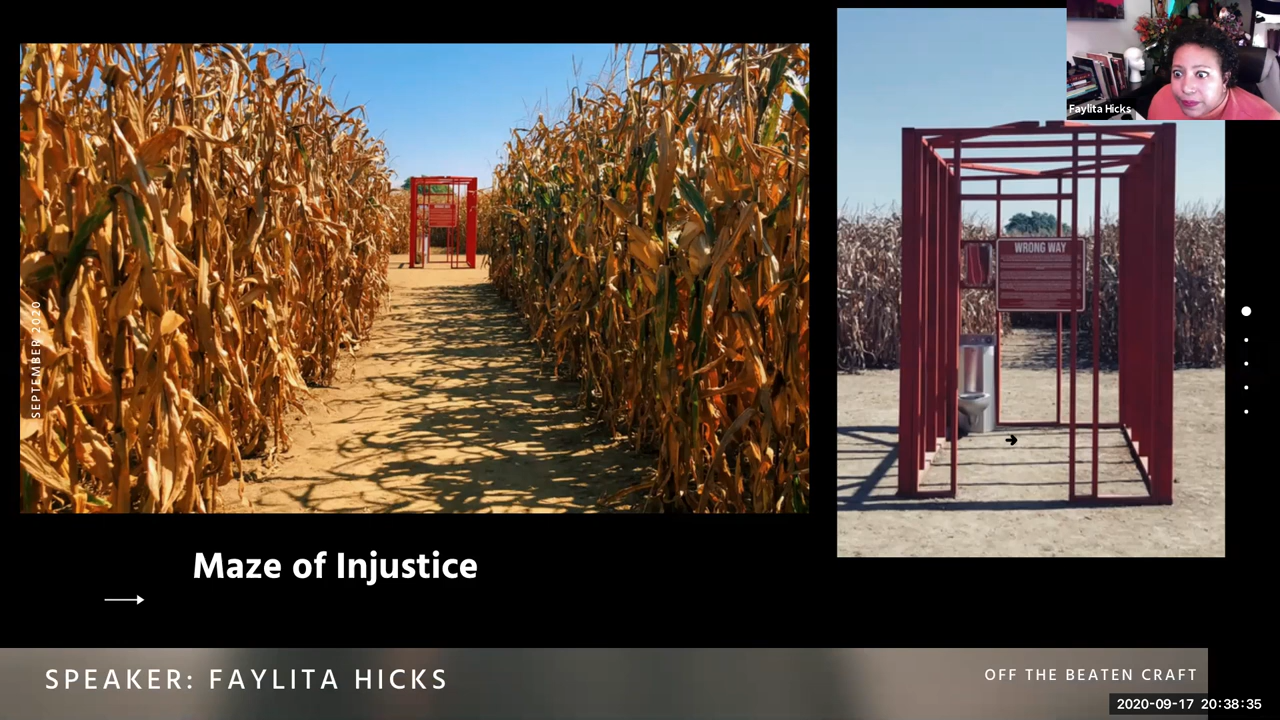 Faylita Hicks
WRONG WAY
SEPTEMBER 2020
Maze of Injustice
SPEAKER: FAYLITA HICKS
OFF THE BEATEN CRAFT
2020-09-17 20:38:35